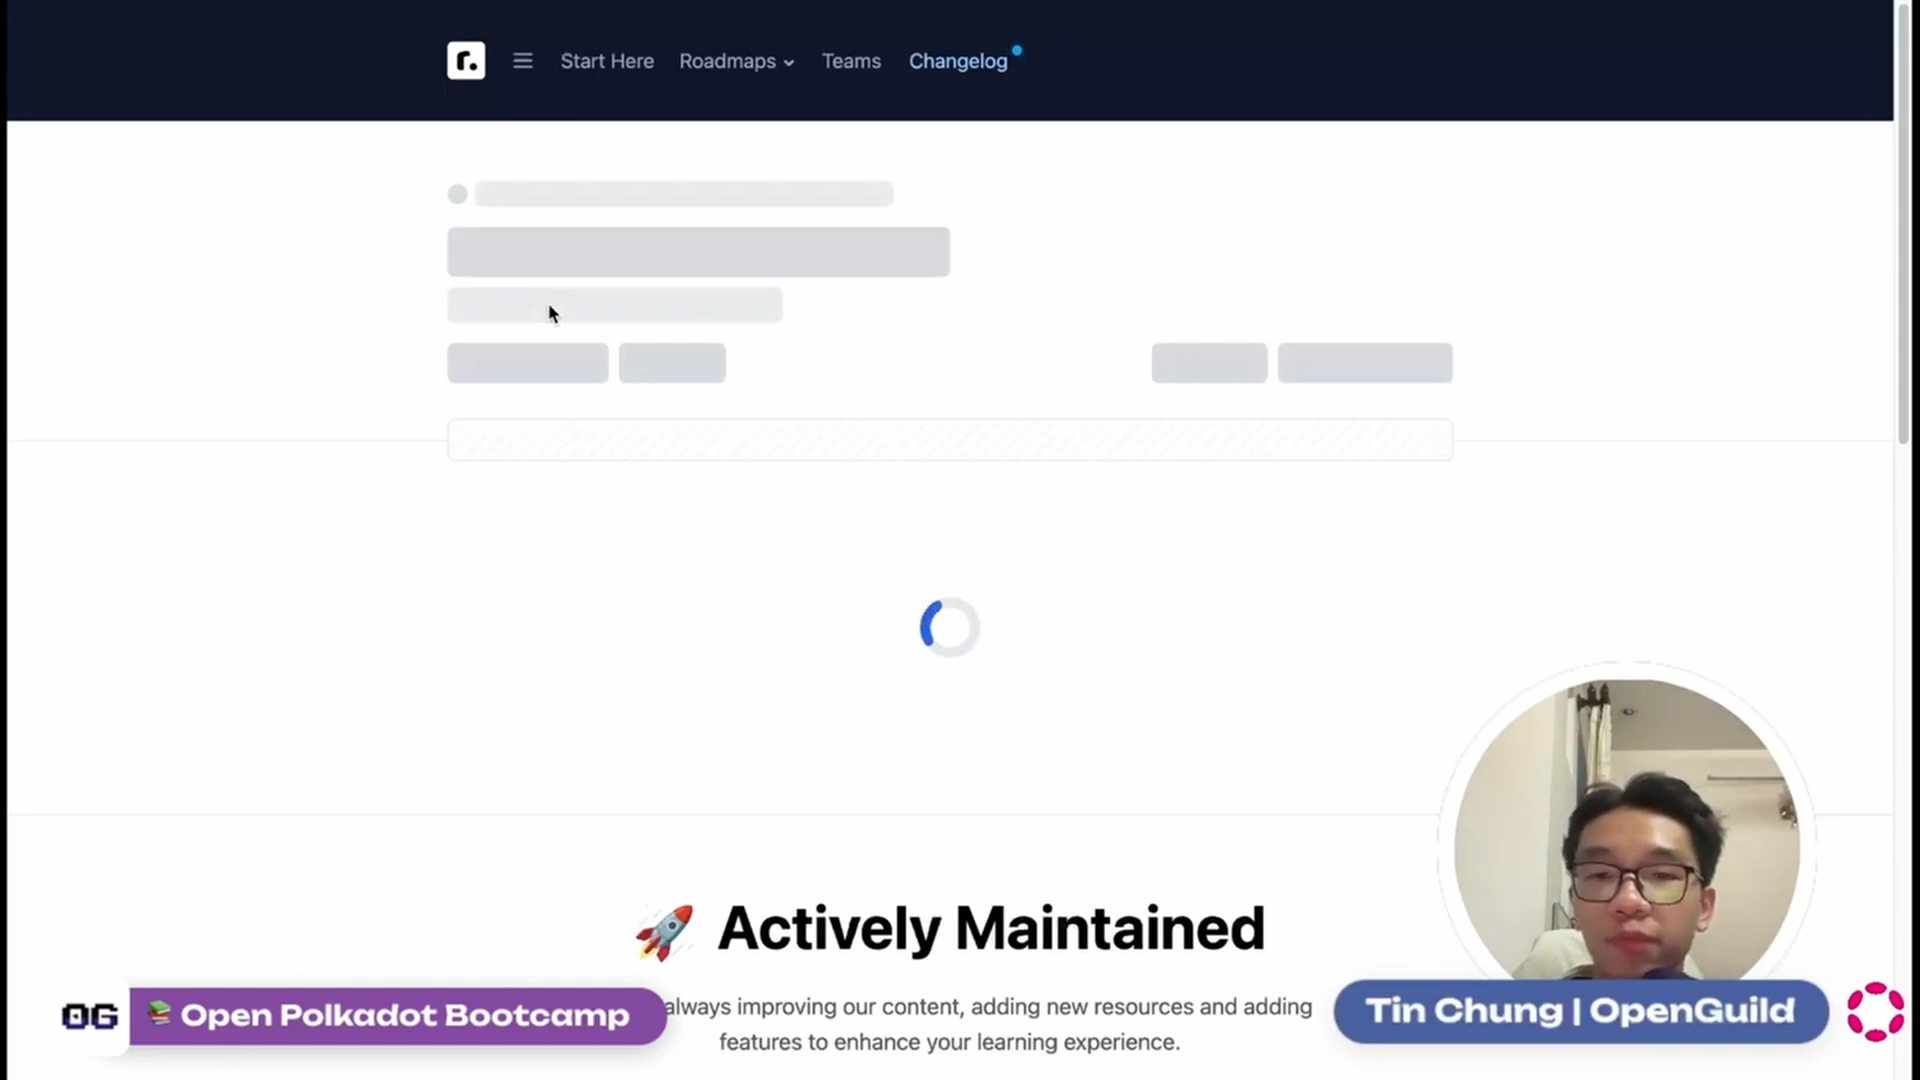 r.
Start Here
Roadmaps
Teams
Changelog
Actively Maintained
always improving our content, adding new resources and adding
features to enhance your learning experience.
OG
Open Polkadot Bootcamp
Tin Chung | OpenGuild